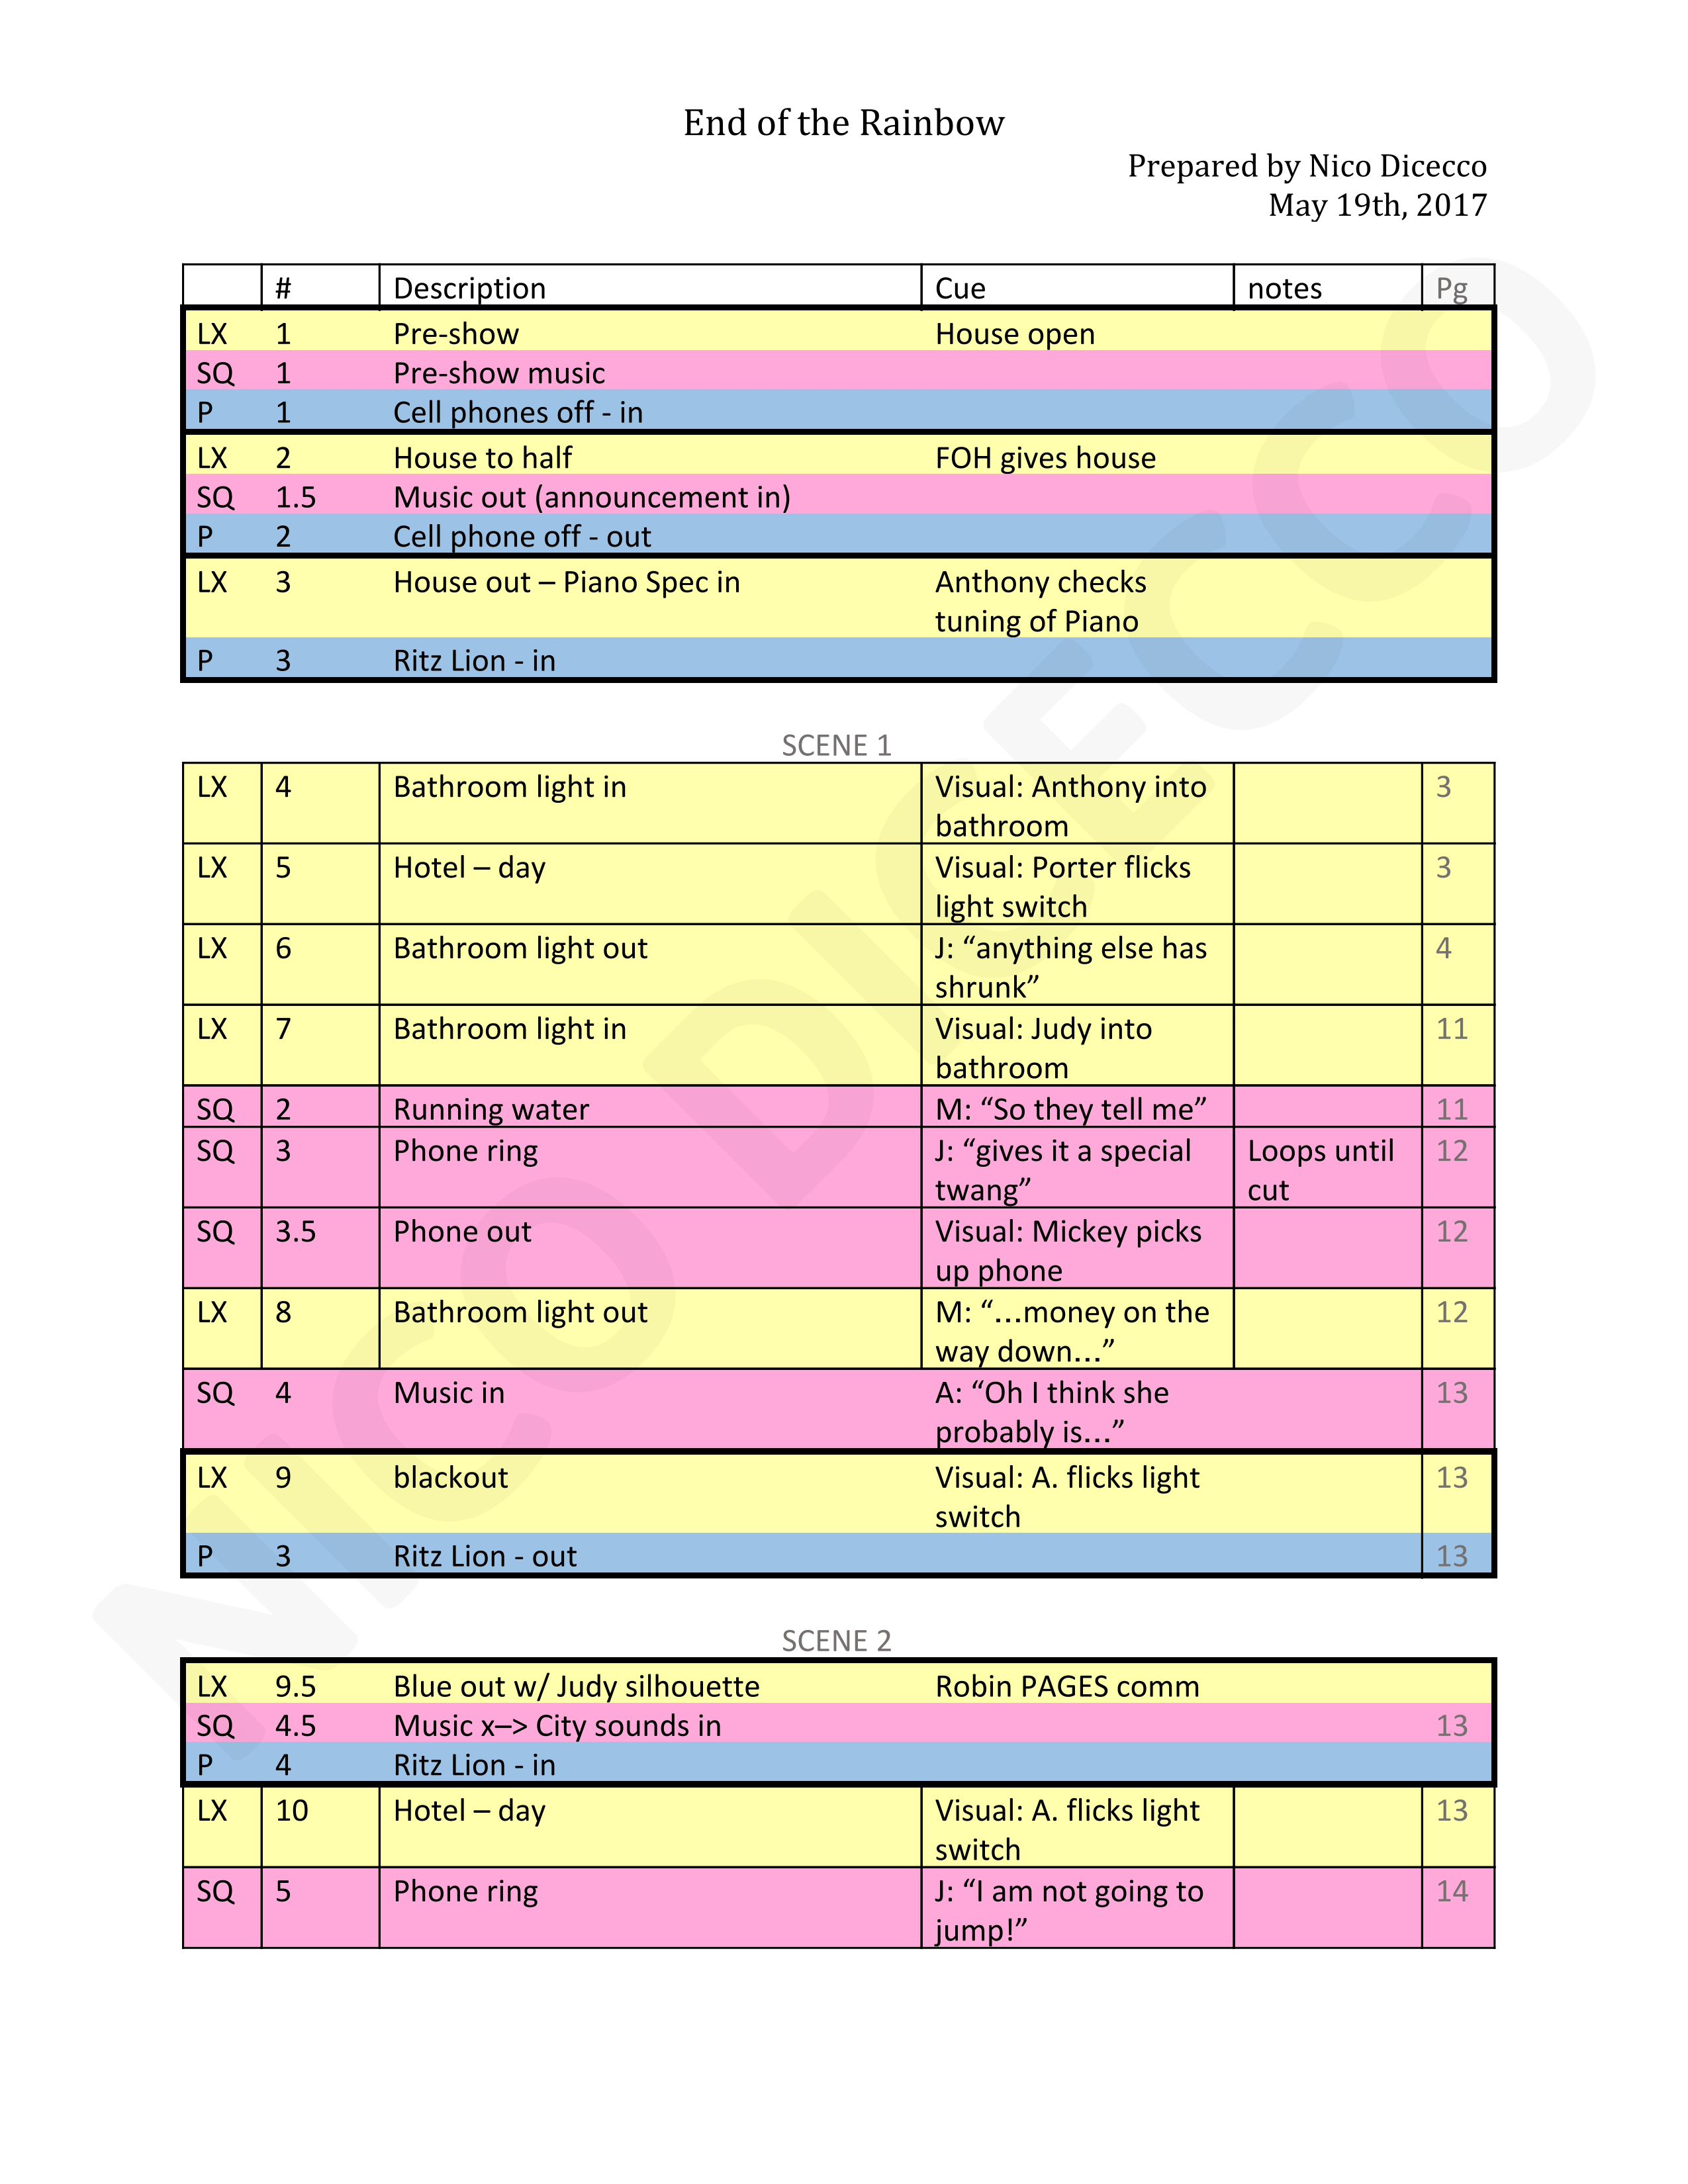 End of the Rainbow
Prepared by Nico Dicecco
May 19th, 2017
# Description Cue notes Pg
LX 1 Pre-show House open
SQ 1 Pre-show music
P 1 Cell phones off - in
LX 2 House to half FOH gives house
SQ 1.5 Music out (announcement in)
P 2 Cell phone off - out
LX 3 House out – Piano Spec in Anthony checks
tuning of Piano
P 3 Ritz Lion - in
SCENE 1
LX 4 Bathroom light in Visual: Anthony into 3
bathroom
LX 5 Hotel – day Visual: Porter flicks 3
light switch
LX 6 Bathroom light out J: “anything else has 4
shrunk”
LX 7 Bathroom light in Visual: Judy into 11
bathroom
SQ 2 Running water M: “So they tell me” 11
SQ 3 Phone ring J: “gives it a special Loops until 12
twang” cut
SQ 3.5 Phone out Visual: Mickey picks 12
up phone
LX 8 Bathroom light out M: “…money on the 12
way down…”
SQ 4 Music in A: “Oh I think she 13
probably is…”
LX 9 blackout Visual: A. flicks light 13
switch
P 3 Ritz Lion - out 13
SCENE 2
LX 9.5 Blue out w/ Judy silhouette Robin PAGES comm
SQ 4.5 Music x–> City sounds in 13
P 4 Ritz Lion - in
LX 10 Hotel – day Visual: A. flicks light 13
switch
SQ 5 Phone ring J: “I am not going to 14
jump!”
NICO DICECCO